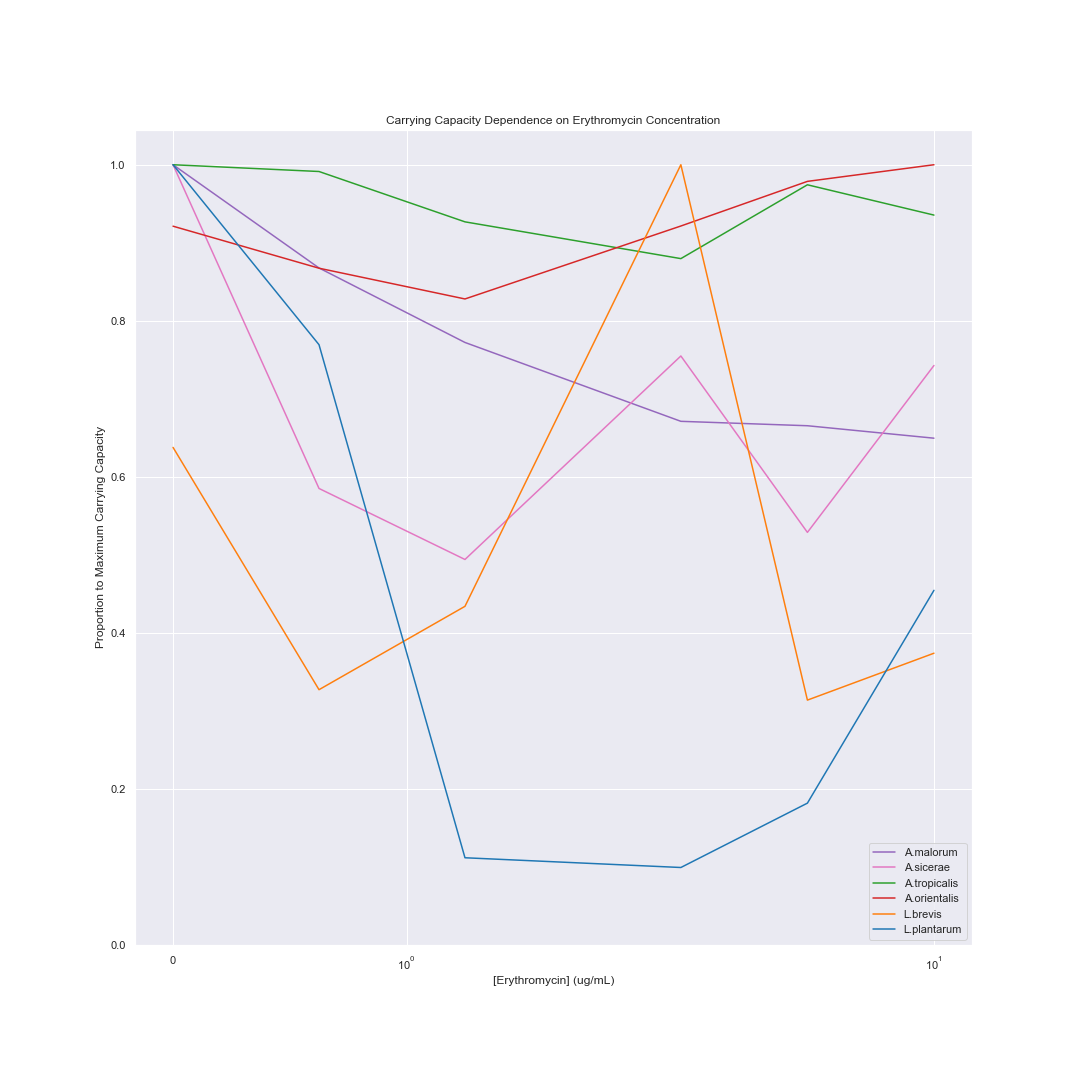 Carrying Capacity Dependence on Erythromycin Concentration
Proportion to Maximum Carrying Capacity
1.0
0.8
0.6
0.4
0.2
0.0
0
10⁰
10¹
[Erythromycin] (ug/mL)
A.malorum
A.sicerae
A.tropicalis
A.orientalis
L.brevis
L.plantarum